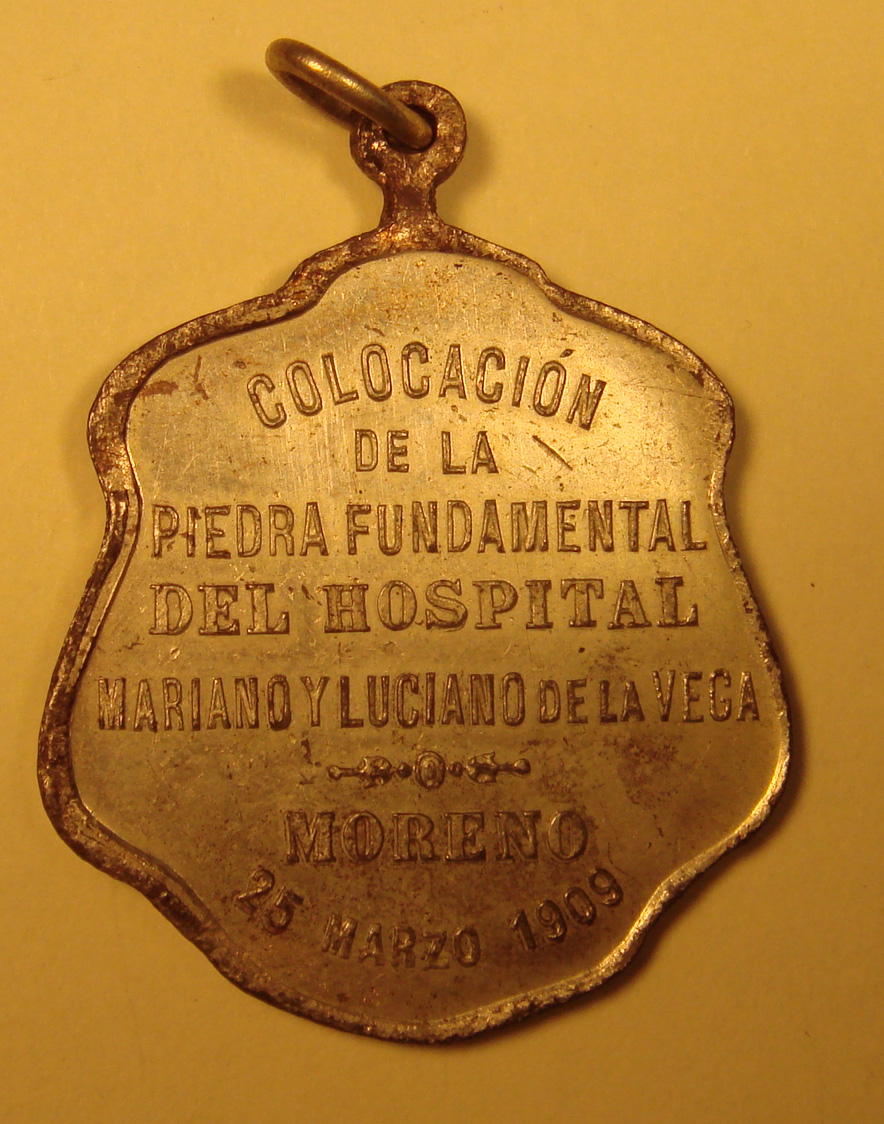 COLOCACIÓN
DE LA
PIEDRA FUNDAMENTAL
DEL HOSPITAL
MARIANO Y LUCIANO DE LA VEGA
MORENO
25 MARZO 1909